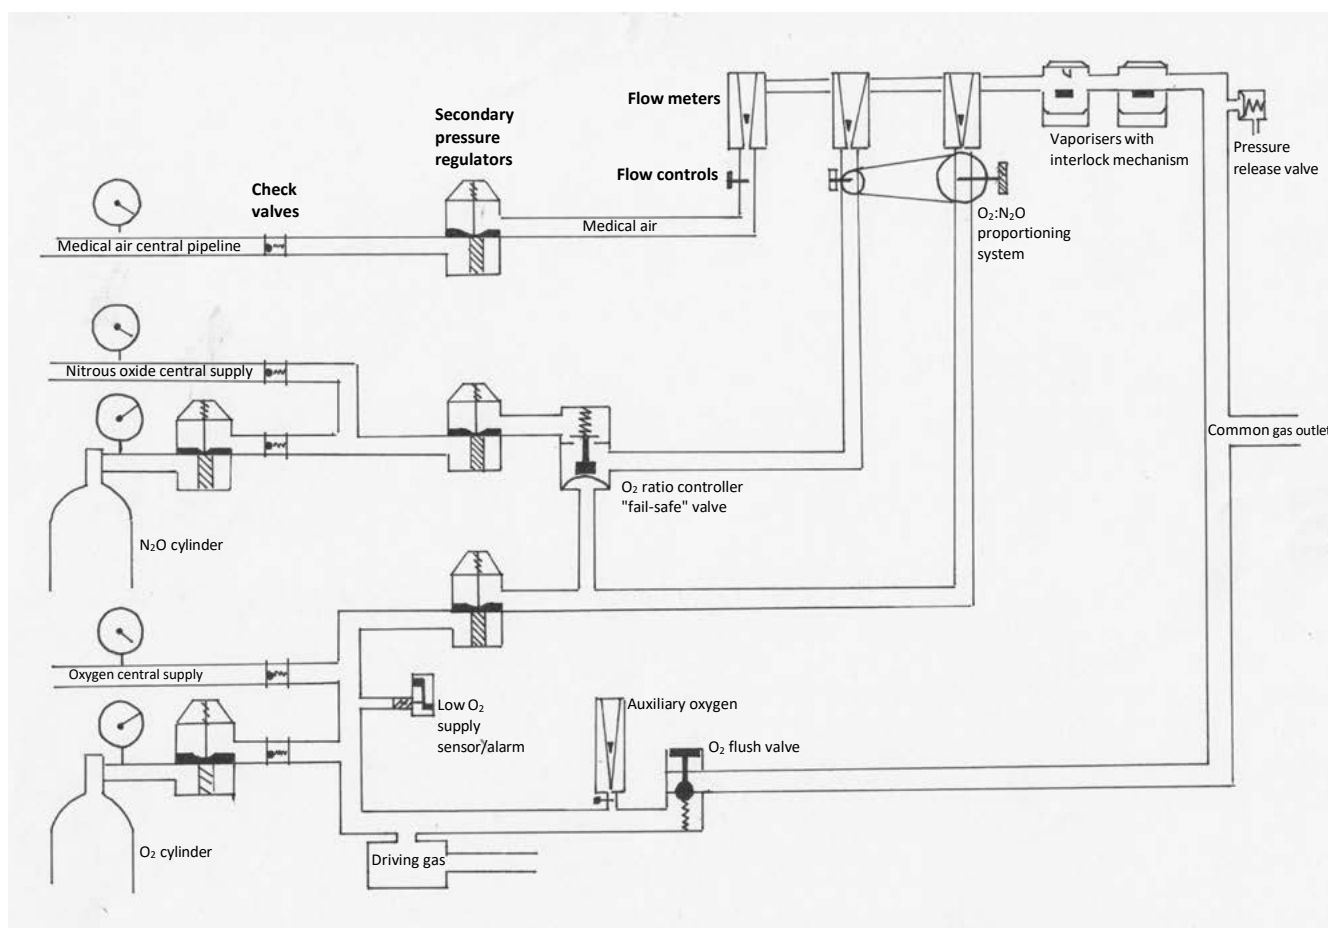 Flow meters
Secondary
pressure
regulators
Vaporisers with
interlock mechanism
Pressure
release valve
Flow controls
Check
valves
O₂:N₂O
proportioning
system
Medical air
Medical air central pipeline
Nitrous oxide central supply
Common gas outlet
O₂ ratio controller
"fail-safe" valve
N₂O cylinder
Oxygen central supply
Low O₂
supply
sensor/alarm
Auxiliary oxygen
O₂ flush valve
O₂ cylinder
Driving gas